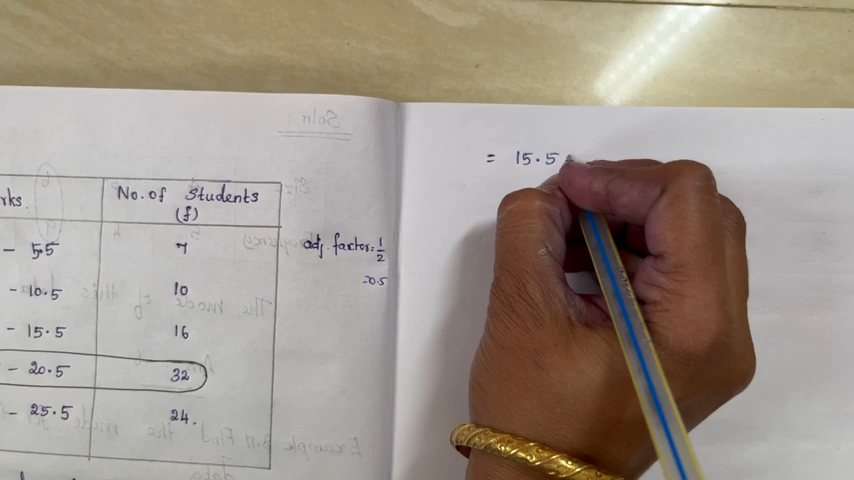 rks. No. of Students
(f)
- 5.5 7
- 10.5 10
- 15.5 16
- 20.5 32
- 25.5 24.
adj. factor = 1/2
= 0.5
= 15.5